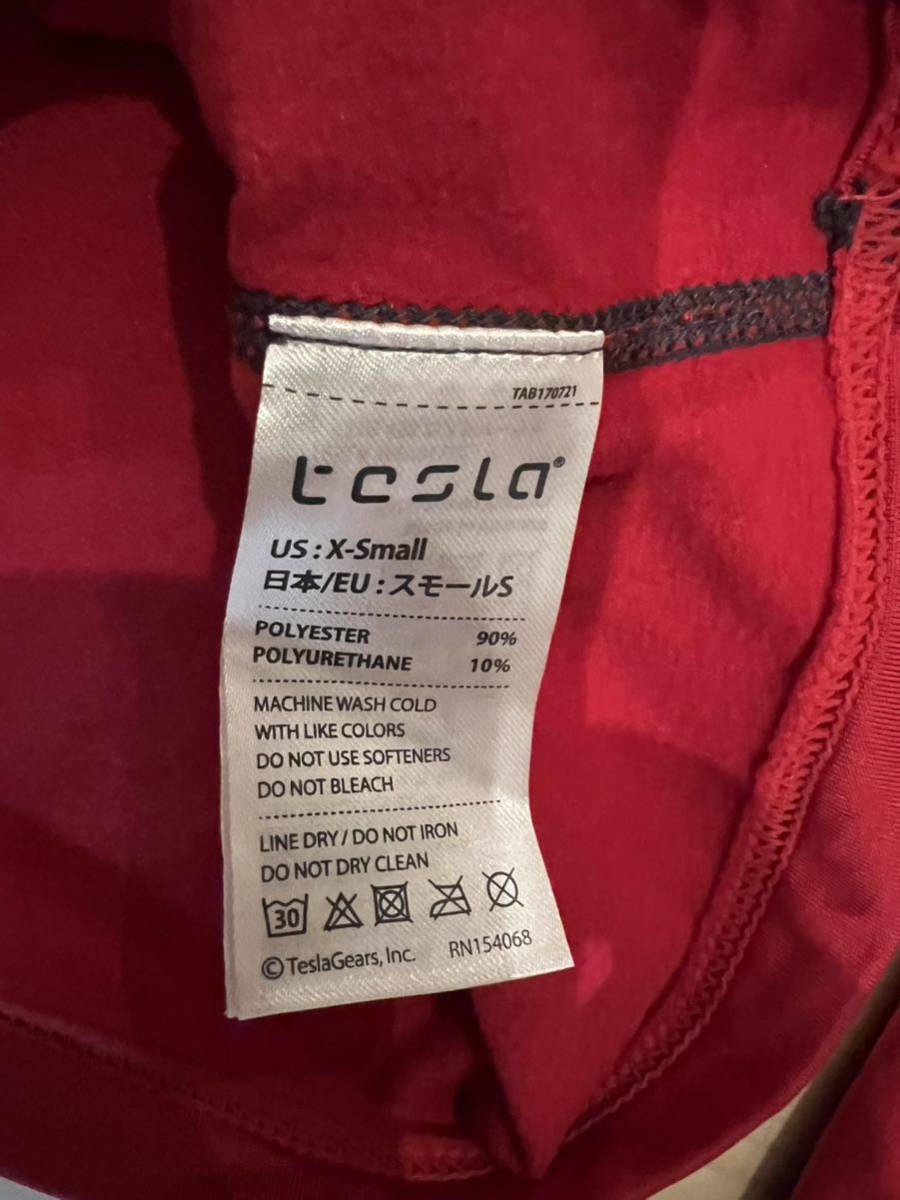 TAB170721
tesla®
US : X-Small
日本/EU : スモールS
POLYESTER 90%
POLYURETHANE 10%
MACHINE WASH COLD
WITH LIKE COLORS
DO NOT USE SOFTENERS
DO NOT BLEACH
LINE DRY / DO NOT IRON
DO NOT DRY CLEAN
30
©TeslaGears, Inc. RN154068